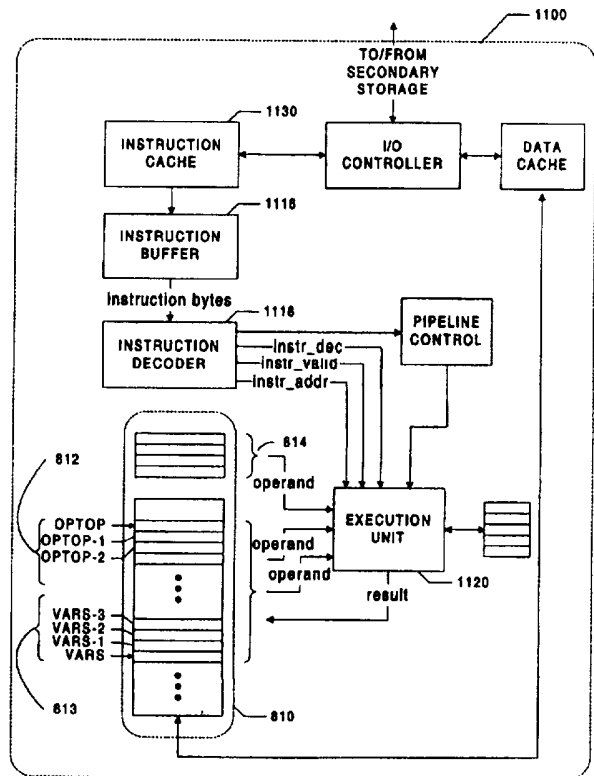 1100
TO/FROM
SECONDARY
STORAGE
1130
INSTRUCTION
CACHE
I/O
CONTROLLER
DATA
CACHE
1116
INSTRUCTION
BUFFER
Instruction bytes
1118
INSTRUCTION
DECODER
PIPELINE
CONTROL
instr_dec
instr_valid
instr_addr
814
812
operand
OPTOP
OPTOP-1
OPTOP-2
operand
operand
EXECUTION
UNIT
1120
result
VARS-3
VARS-2
VARS-1
VARS
813
810